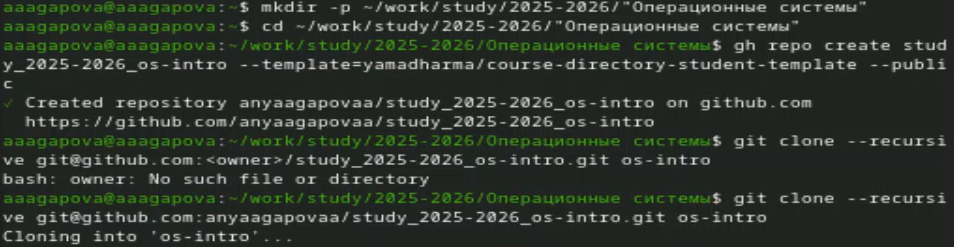 aaagapova@aaagapova:~$ mkdir -p ~/work/study/2025-2026/"Операционные системы"
aaagapova@aaagapova:~$ cd ~/work/study/2025-2026/"Операционные системы"
aaagapova@aaagapova:~/work/study/2025-2026/Операционные системы$ gh repo create stud
y_2025-2026_os-intro --template=yamadharma/course-directory-student-template --publi
c
✓ Created repository anyaagapovaa/study_2025-2026_os-intro on github.com
  https://github.com/anyaagapovaa/study_2025-2026_os-intro
aaagapova@aaagapova:~/work/study/2025-2026/Операционные системы$ git clone --recursi
ve git@github.com:<owner>/study_2025-2026_os-intro.git os-intro
bash: owner: No such file or directory
aaagapova@aaagapova:~/work/study/2025-2026/Операционные системы$ git clone --recursi
ve git@github.com:anyaagapovaa/study_2025-2026_os-intro.git os-intro
Cloning into 'os-intro'...